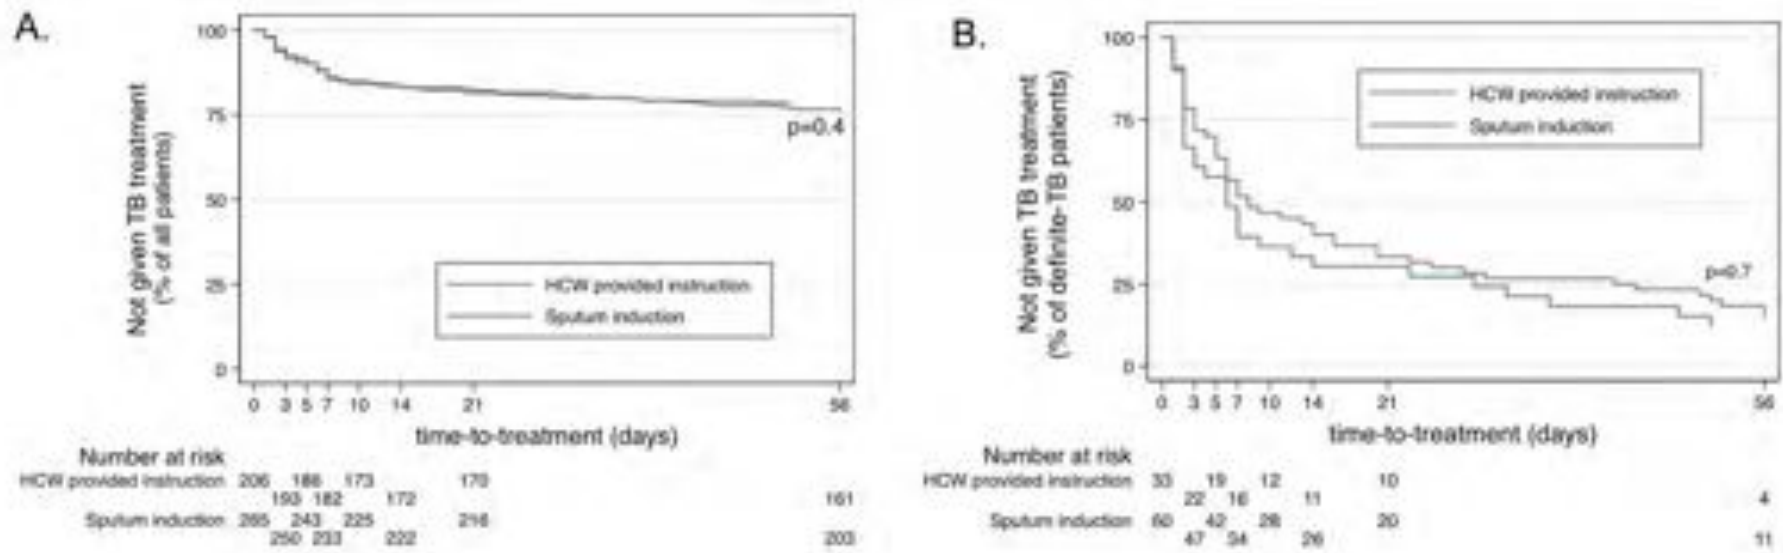 A.
Not given TB treatment
(% of all patients)
100
75
50
25
0
p=0.4
HCW provided instruction
Sputum induction
0 3 5 7 10 14 21 56
time-to-treatment (days)
Number at risk
HCW provided instruction 206 186 173 170
193 182 172 161
Sputum induction 265 243 225 216
250 233 222 203
B.
Not given TB treatment
(% of definite-TB patients)
100
75
50
25
0
HCW provided instruction
Sputum induction
p=0.7
0 3 5 7 10 14 21 56
time-to-treatment (days)
Number at risk
HCW provided instruction 33 19 12 10
22 16 11 4
Sputum induction 60 42 28 20
47 34 26 11